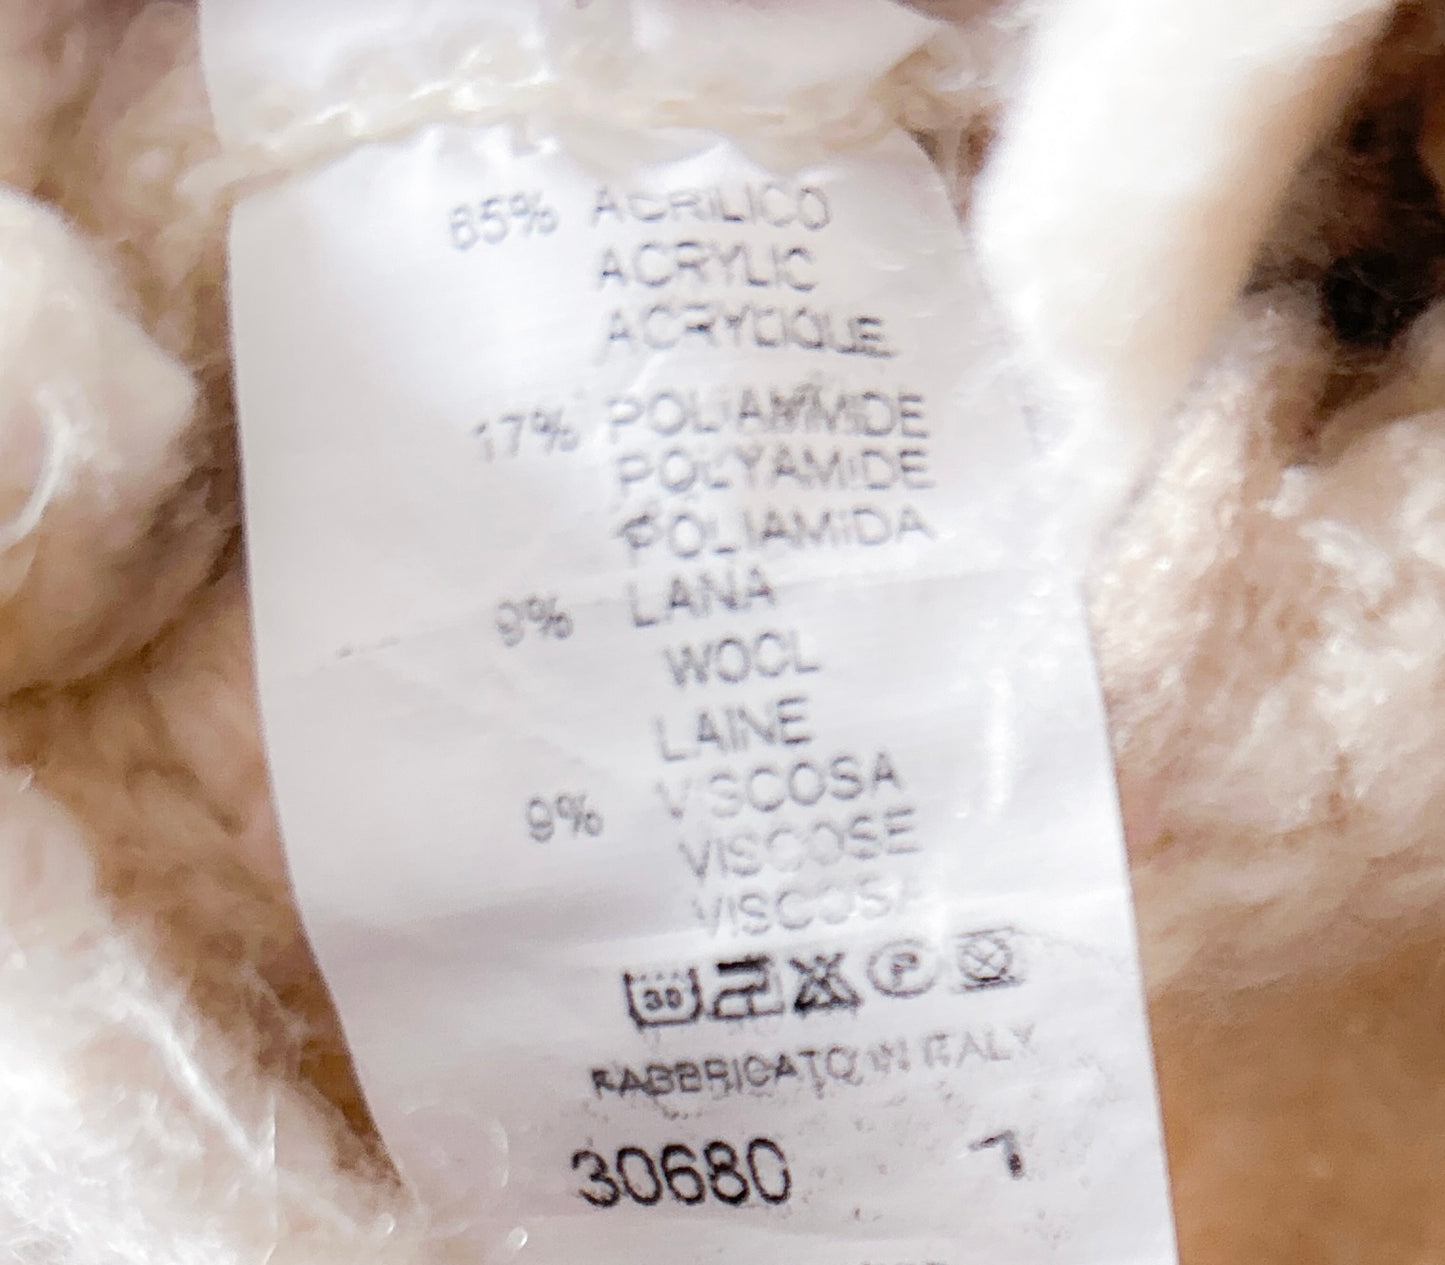 65% ACRILICO
ACRYLIC
ACRYLIQUE
17% POLIAMMIDE
POLYAMIDE
POLIAMIDA
9% LANA
WOOL
LAINE
9% VISCOSA
VISCOSE
VISCOSA
30 P
FABBRICATO IN ITALY
30680